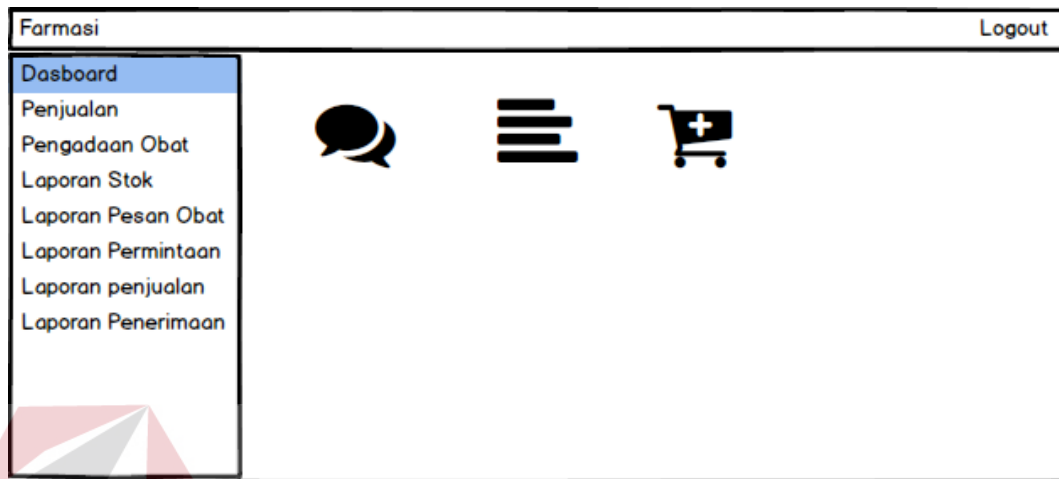 Farmasi Logout
Dasboard
Penjualan
Pengadaan Obat
Laporan Stok
Laporan Pesan Obat
Laporan Permintaan
Laporan penjualan
Laporan Penerimaan